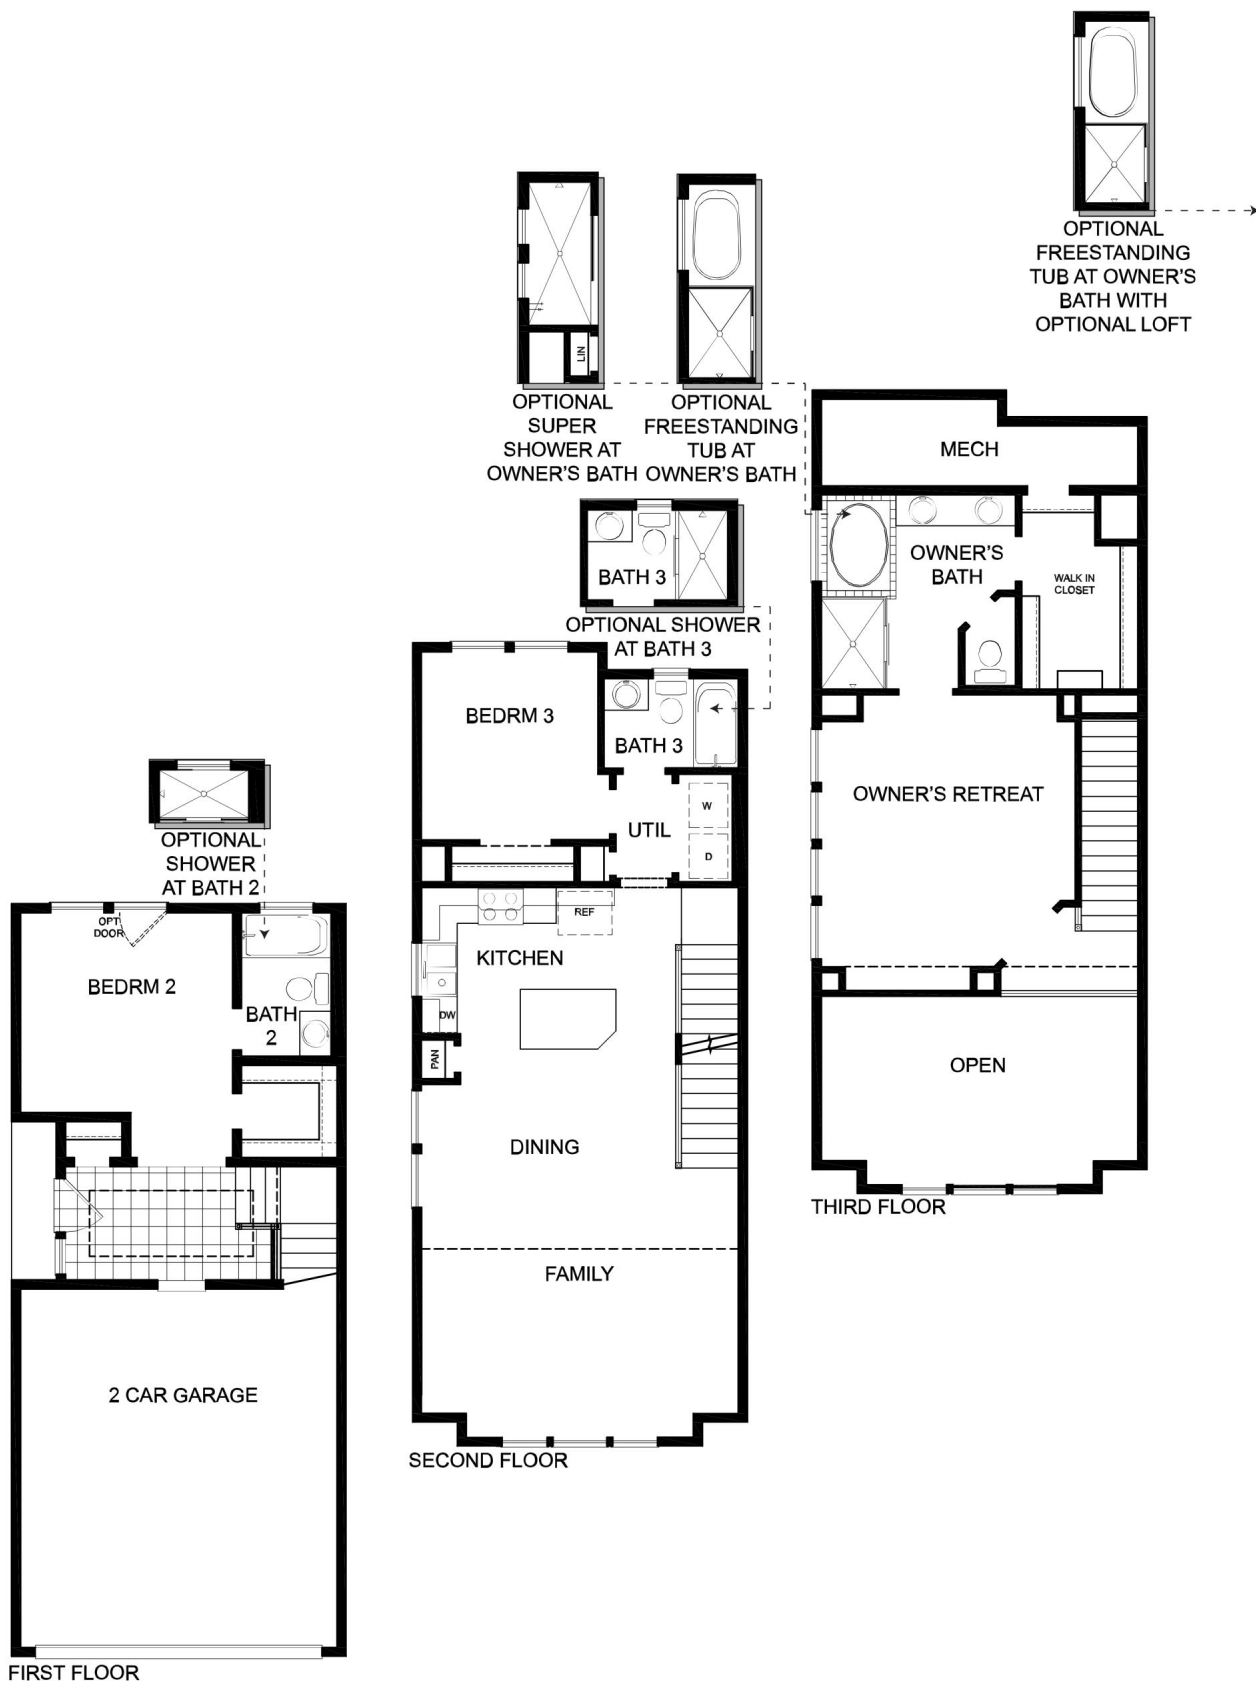 OPTIONAL
FREESTANDING
TUB AT OWNER'S
BATH WITH
OPTIONAL LOFT
LIN
OPTIONAL
SUPER
SHOWER AT
OWNER'S BATH
OPTIONAL
FREESTANDING
TUB AT
OWNER'S BATH
BATH 3
OPTIONAL SHOWER
AT BATH 3
OPTIONAL
SHOWER
AT BATH 2
OPT
DOOR
BEDRM 2
BATH
2
2 CAR GARAGE
FIRST FLOOR
BEDRM 3
BATH 3
UTIL
W
D
REF
KITCHEN
DW
PAN
DINING
FAMILY
SECOND FLOOR
MECH
OWNER'S
BATH
WALK IN
CLOSET
OWNER'S RETREAT
OPEN
THIRD FLOOR